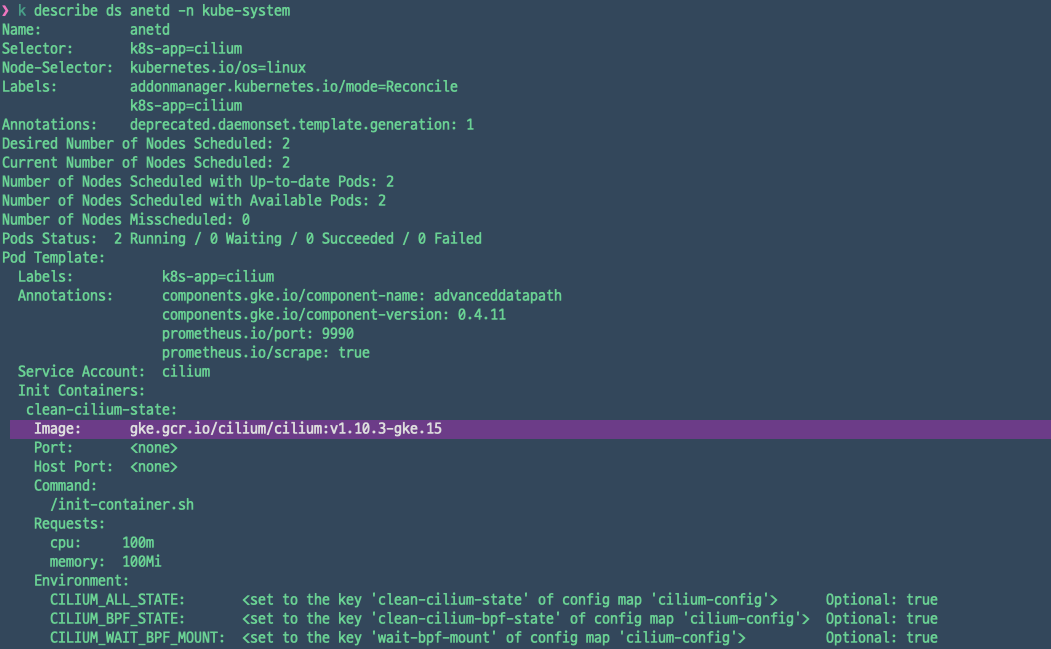 ❯ k describe ds anetd -n kube-system
Name:           anetd
Selector:       k8s-app=cilium
Node-Selector:  kubernetes.io/os=linux
Labels:         addonmanager.kubernetes.io/mode=Reconcile
                k8s-app=cilium
Annotations:    deprecated.daemonset.template.generation: 1
Desired Number of Nodes Scheduled: 2
Current Number of Nodes Scheduled: 2
Number of Nodes Scheduled with Up-to-date Pods: 2
Number of Nodes Scheduled with Available Pods: 2
Number of Nodes Misscheduled: 0
Pods Status:  2 Running / 0 Waiting / 0 Succeeded / 0 Failed
Pod Template:
  Labels:           k8s-app=cilium
  Annotations:      components.gke.io/component-name: advanceddatapath
                    components.gke.io/component-version: 0.4.11
                    prometheus.io/port: 9990
                    prometheus.io/scrape: true
  Service Account:  cilium
  Init Containers:
   clean-cilium-state:
    Image:      gke.gcr.io/cilium/cilium:v1.10.3-gke.15
    Port:       <none>
    Host Port:  <none>
    Command:
      /init-container.sh
    Requests:
      cpu:     100m
      memory:  100Mi
    Environment:
      CILIUM_ALL_STATE:       <set to the key 'clean-cilium-state' of config map 'cilium-config'>      Optional: true
      CILIUM_BPF_STATE:       <set to the key 'clean-cilium-bpf-state' of config map 'cilium-config'>  Optional: true
      CILIUM_WAIT_BPF_MOUNT:  <set to the key 'wait-bpf-mount' of config map 'cilium-config'>          Optional: true